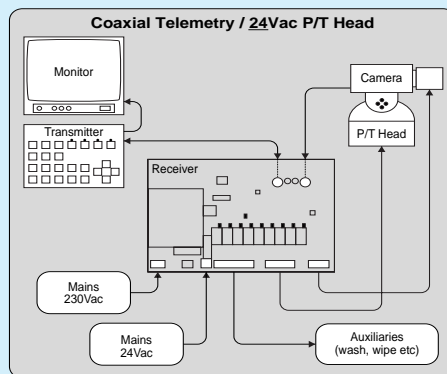 Coaxial Telemetry / 24Vac P/T Head
Monitor
Camera
Transmitter
P/T Head
Receiver
Mains
230Vac
Mains
24Vac
Auxiliaries
(wash, wipe etc)